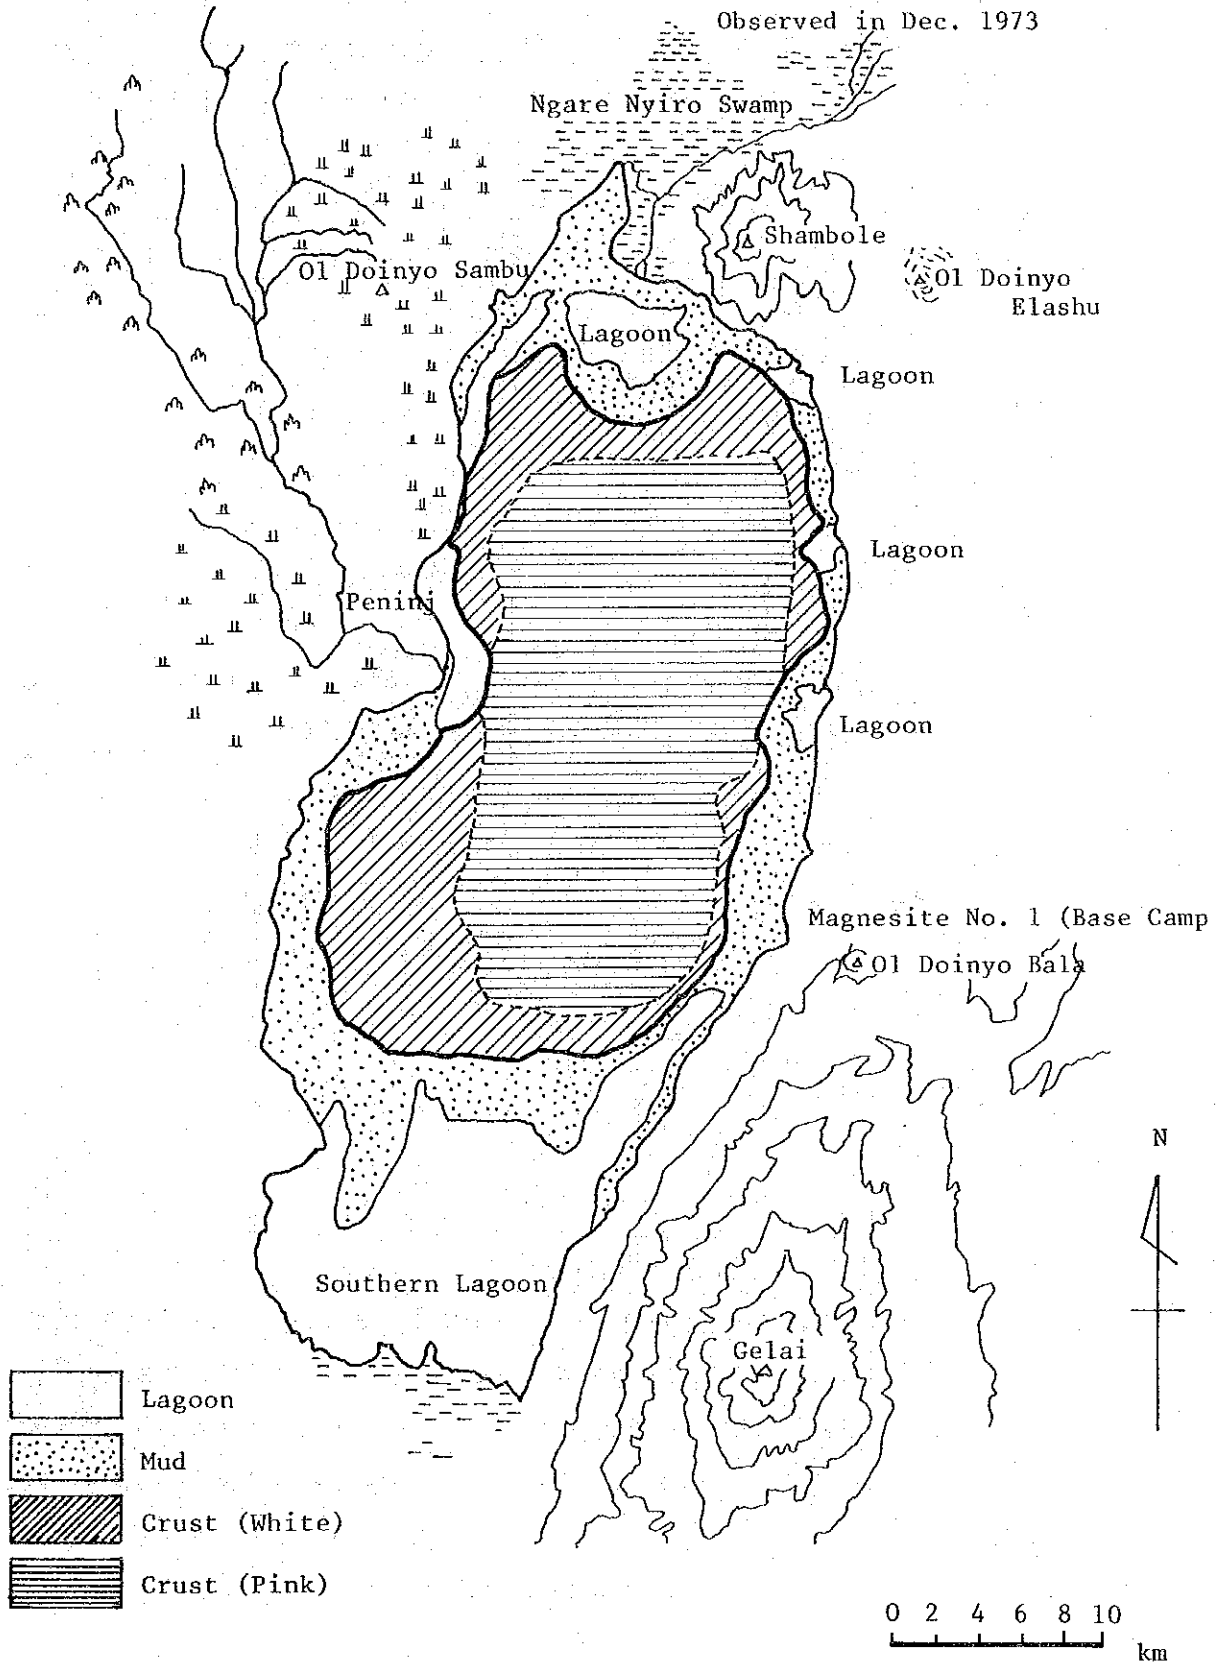 Observed in Dec. 1973
Ngare Nyiro Swamp
Shambole
Ol Doinyo Sambu
Ol Doinyo
Elashu
Lagoon
Lagoon
Lagoon
Peninj
Lagoon
Magnesite No. 1 (Base Camp
Ol Doinyo Bala
N
Southern Lagoon
Gelai
Lagoon
Mud
Crust (White)
Crust (Pink)
0 2 4 6 8 10
km